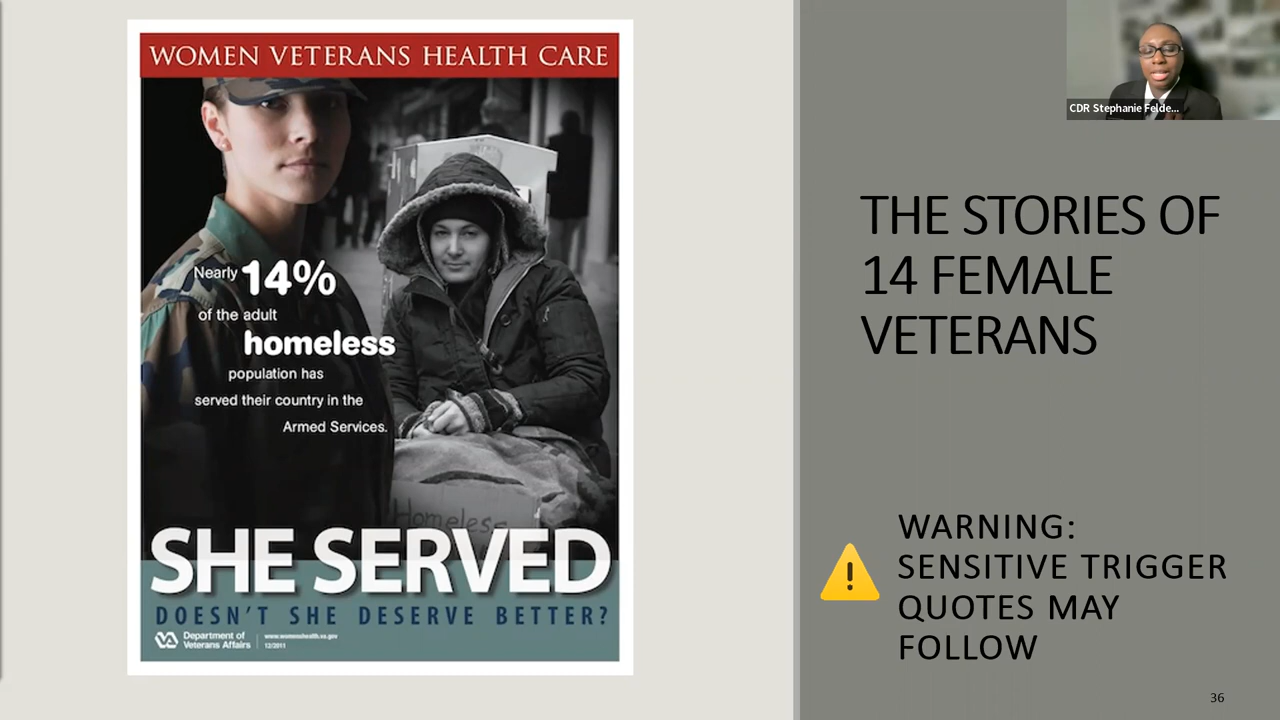 WOMEN VETERANS HEALTH CARE
Nearly 14%
of the adult
homeless
population has
served their country in the
Armed Services.
Homeless
SHE SERVED
DOESN'T SHE DESERVE BETTER?
VA
Department of
Veterans Affairs
www.womenshealth.va.gov
12/2011
CDR Stephanie Felde...
THE STORIES OF
14 FEMALE
VETERANS
WARNING:
SENSITIVE TRIGGER
QUOTES MAY
FOLLOW
36